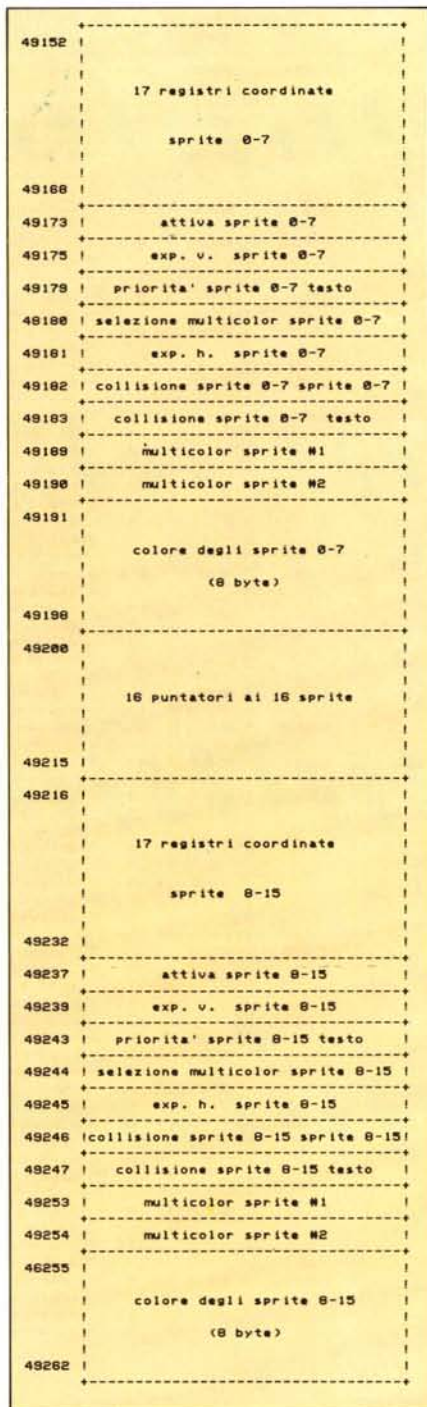 49152
17 registri coordinate
sprite 0-7
49168
49173 ! attiva sprite 0-7 !
49175 ! exp. v. sprite 0-7 !
49179 ! priorita' sprite 0-7 testo !
48180 ! selezione multicolor sprite 0-7 !
49181 ! exp. h. sprite 0-7 !
49182 ! collisione sprite 0-7 sprite 0-7 !
49183 ! collisione sprite 0-7 testo !
49189 ! multicolor sprite #1 !
49190 ! multicolor sprite #2 !
49191
colore degli sprite 0-7
(8 byte)
49198
49200
16 puntatori ai 16 sprite
49215
49216
17 registri coordinate
sprite 8-15
49232
49237 ! attiva sprite 8-15 !
49239 ! exp. v. sprite 8-15 !
49243 ! priorita' sprite 8-15 testo !
49244 ! selezione multicolor sprite 8-15 !
49245 ! exp. h. sprite 8-15 !
49246 !collisione sprite 8-15 sprite 8-15!
49247 ! collisione sprite 8-15 testo !
49253 ! multicolor sprite #1 !
49254 ! multicolor sprite #2 !
46255
colore degli sprite 8-15
(8 byte)
49262